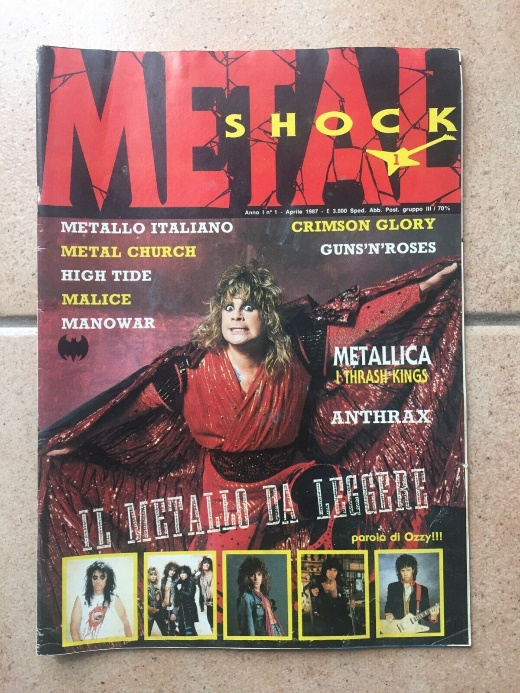 METAL
SHOCK
1
Anno I n° 1 - Aprile 1987 - £ 3.000 Sped. Abb. Post. gruppo III / 70%
METALLO ITALIANO
METAL CHURCH
HIGH TIDE
MALICE
MANOWAR
CRIMSON GLORY
GUNS'N'ROSES
METALLICA
I THRASH KINGS
ANTHRAX
IL METALLO DA LEGGERE
parola di Ozzy!!!